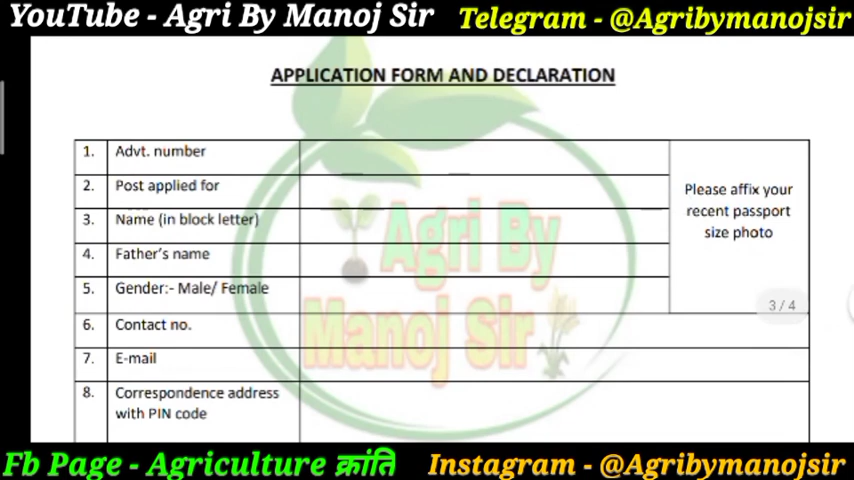 YouTube - Agri By Manoj Sir
Telegram - @Agribymanojsir
APPLICATION FORM AND DECLARATION
1. Advt. number
2. Post applied for
3. Name (in block letter)
4. Father's name
5. Gender:- Male/ Female
Please affix your
recent passport
size photo
3 / 4
6. Contact no.
7. E-mail
8. Correspondence address
with PIN code
Agri By
Manoj Sir
Fb Page - Agriculture क्रांति
Instagram - @Agribymanojsir